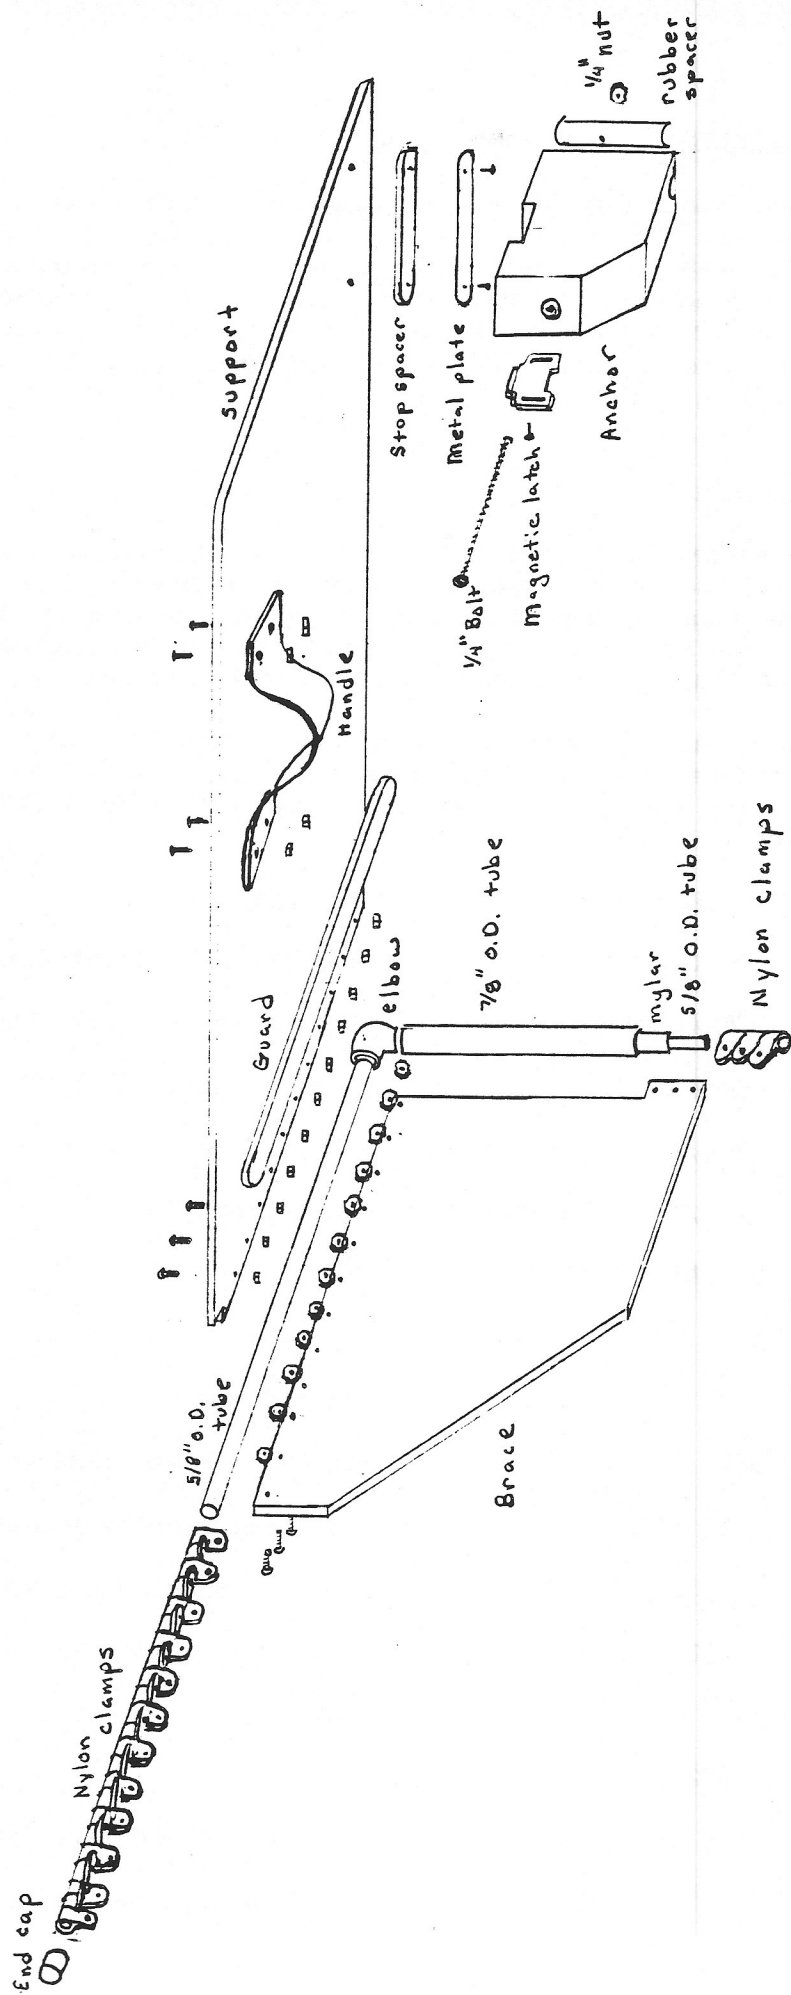 End cap
Nylon
clamps
5/8" O.D.
tube
Guard
elbow
Handle
Support
Brace
7/8" O.D. tube
mylar
5/8" O.D. tube
Nylon clamps
Stop spacer
Metal plate
1/4" Bolt
Magnetic latch
Anchor
1/4" nut
rubber
spacer